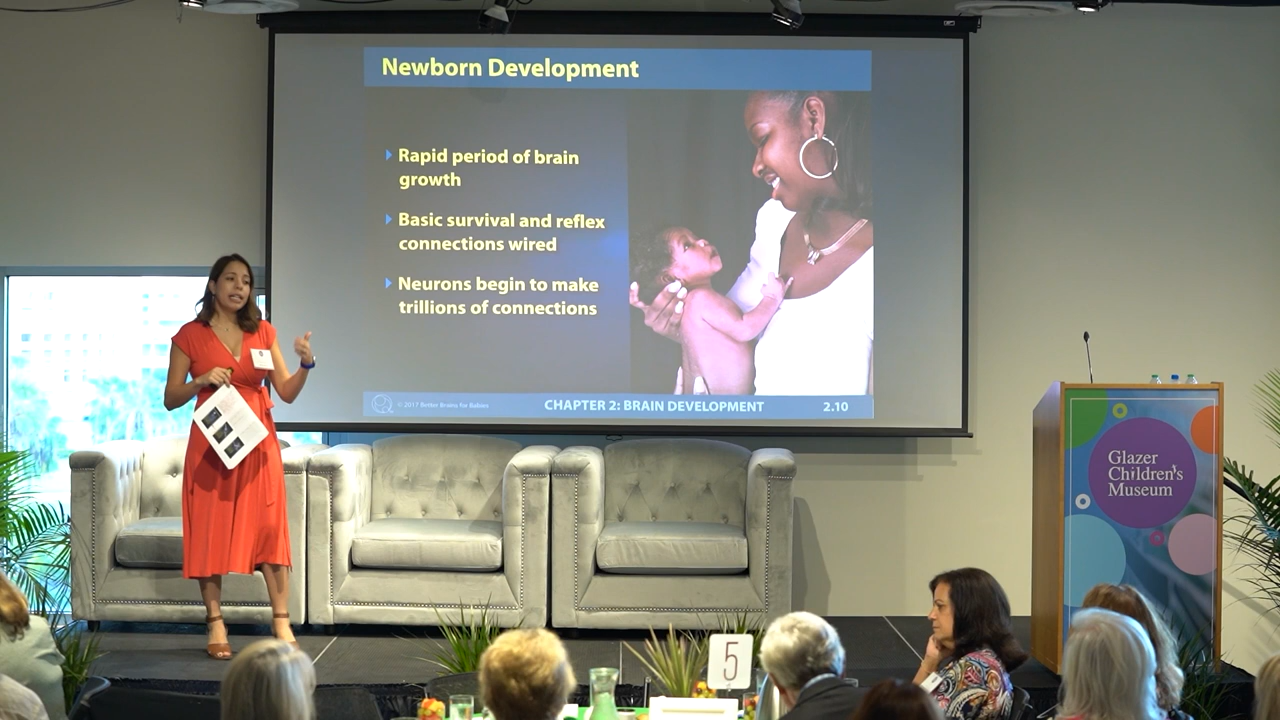 Newborn Development
Rapid period of brain
growth
Basic survival and reflex
connections wired
Neurons begin to make
trillions of connections
© 2017 Better Brains for Babies
CHAPTER 2: BRAIN DEVELOPMENT
2.10
Glazer
Children's
Museum
5